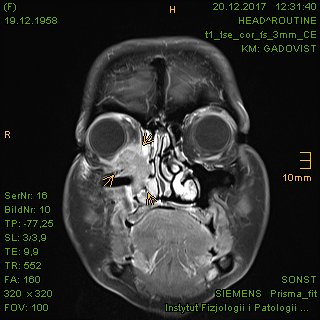 (F)
19.12.1958
H
20.12.2017 12:31:40
HEAD^ROUTINE
t1_tse_cor_fs_3mm_CE
KM: GADOVIST
R
10mm
SerNr: 16
BildNr: 10
TP: -77,25
SL: 3/3,9
TE: 9,9
TR: 552
FA: 160
320 x 320
FOV: 100
SONST
SIEMENS Prisma_fit
Instytut Fizjologii i Patologii ...